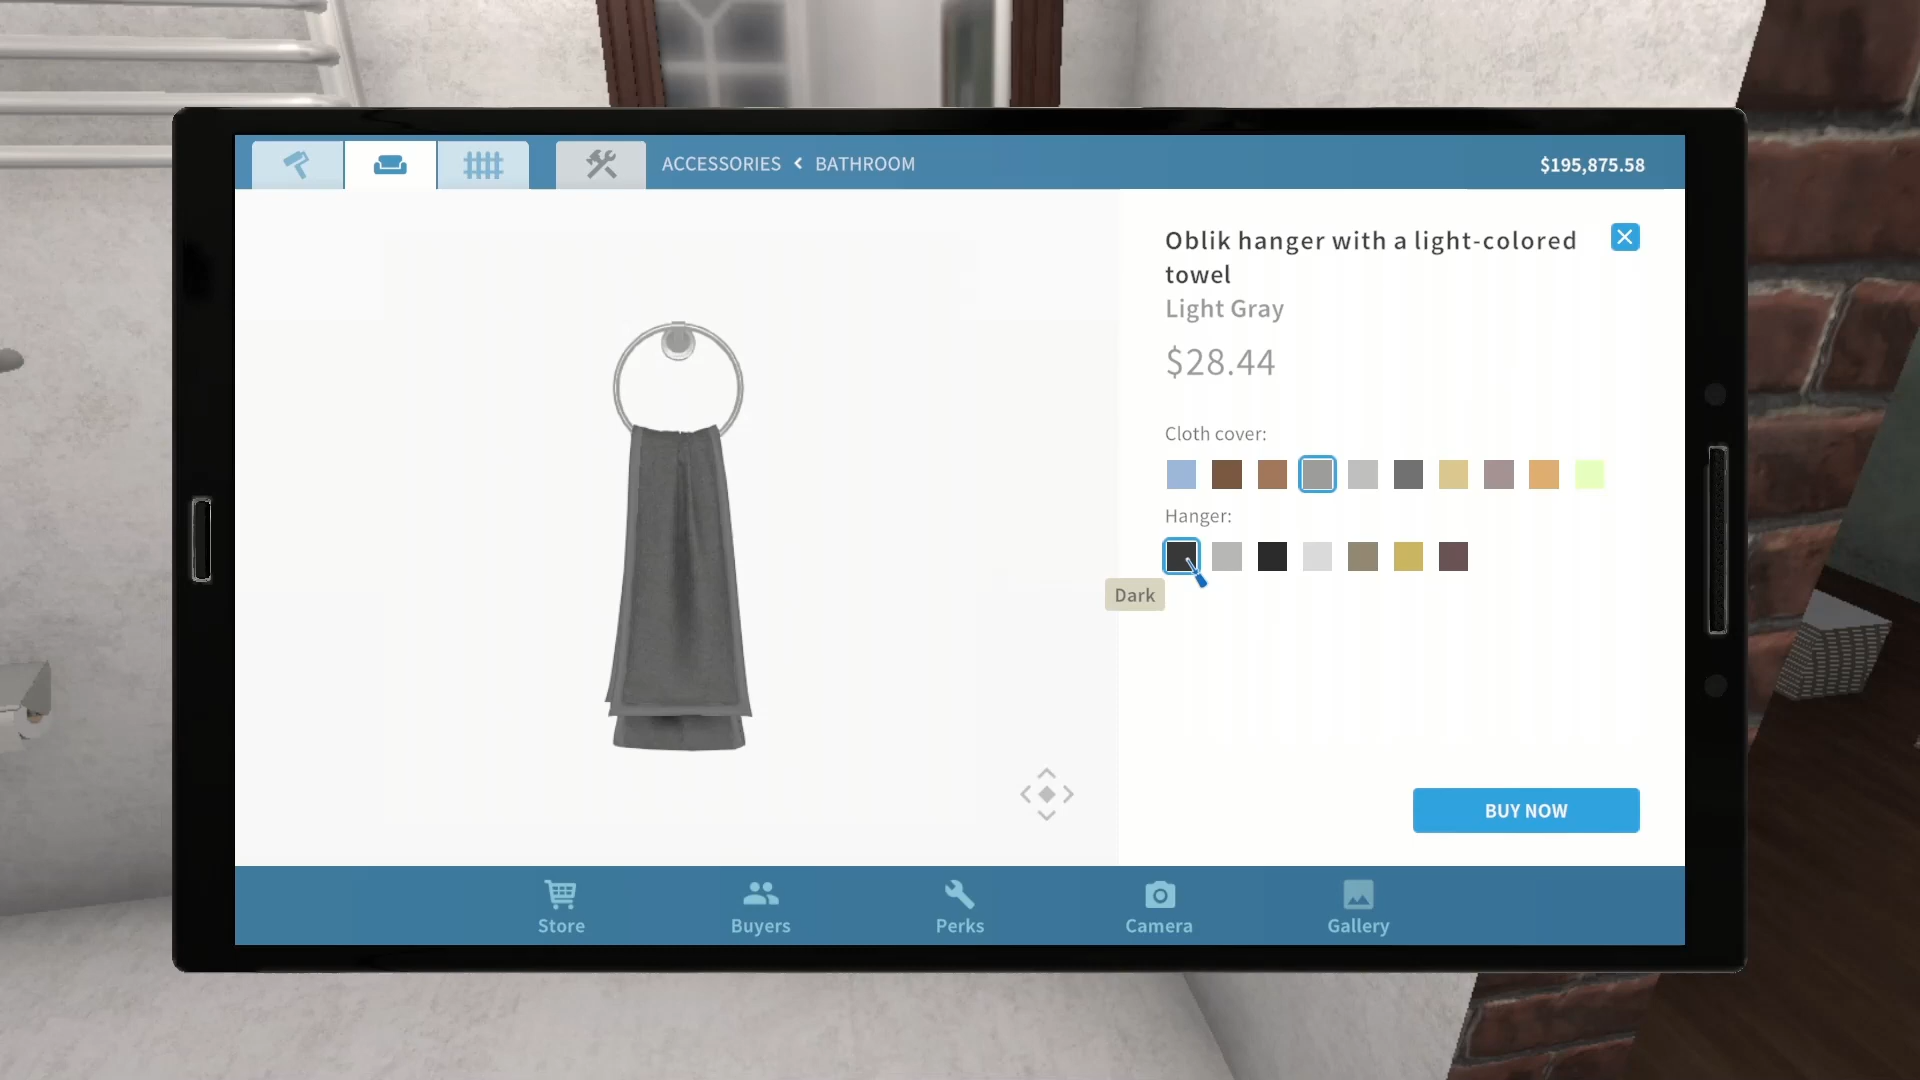 ACCESSORIES < BATHROOM
$195,875.58
Oblik hanger with a light-colored
towel
Light Gray
$28.44
Cloth cover:
Hanger:
Dark
BUY NOW
Store
Buyers
Perks
Camera
Gallery